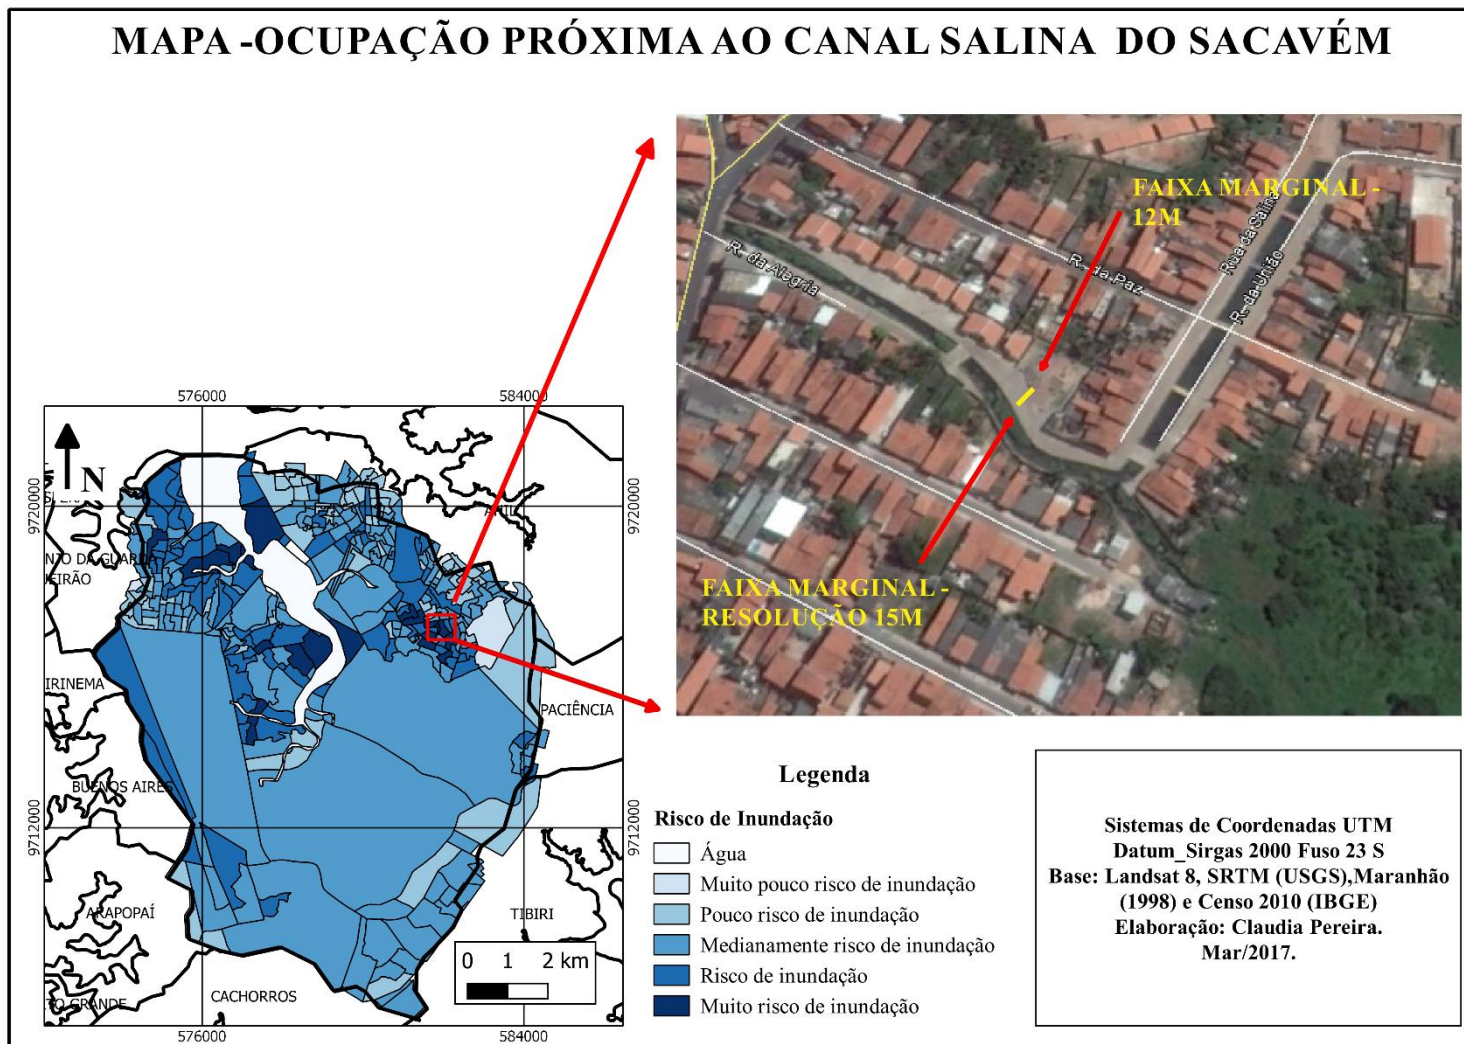 MAPA -OCUPAÇÃO PRÓXIMA AO CANAL SALINA DO SACAVÉM
FAIXA MARGINAL -
12M
Rua da Salina
R. da União
R. da Paz
R. da Alegria
FAIXA MARGINAL -
RESOLUÇÃO 15M
576000
584000
N
9720000
9720000
ANIL
NTO DA GUARDA
EIRÃO
IRINEMA
PACIÊNCIA
BUENOS AIRES
9712000
9712000
ARAPOPAÍ
TIBIRI
CACHORROS
TO GRANDE
0 1 2 km
576000
584000
Legenda
Risco de Inundação
Água
Muito pouco risco de inundação
Pouco risco de inundação
Medianamente risco de inundação
Risco de inundação
Muito risco de inundação
Sistemas de Coordenadas UTM
Datum_Sirgas 2000 Fuso 23 S
Base: Landsat 8, SRTM (USGS),Maranhão
(1998) e Censo 2010 (IBGE)
Elaboração: Claudia Pereira.
Mar/2017.